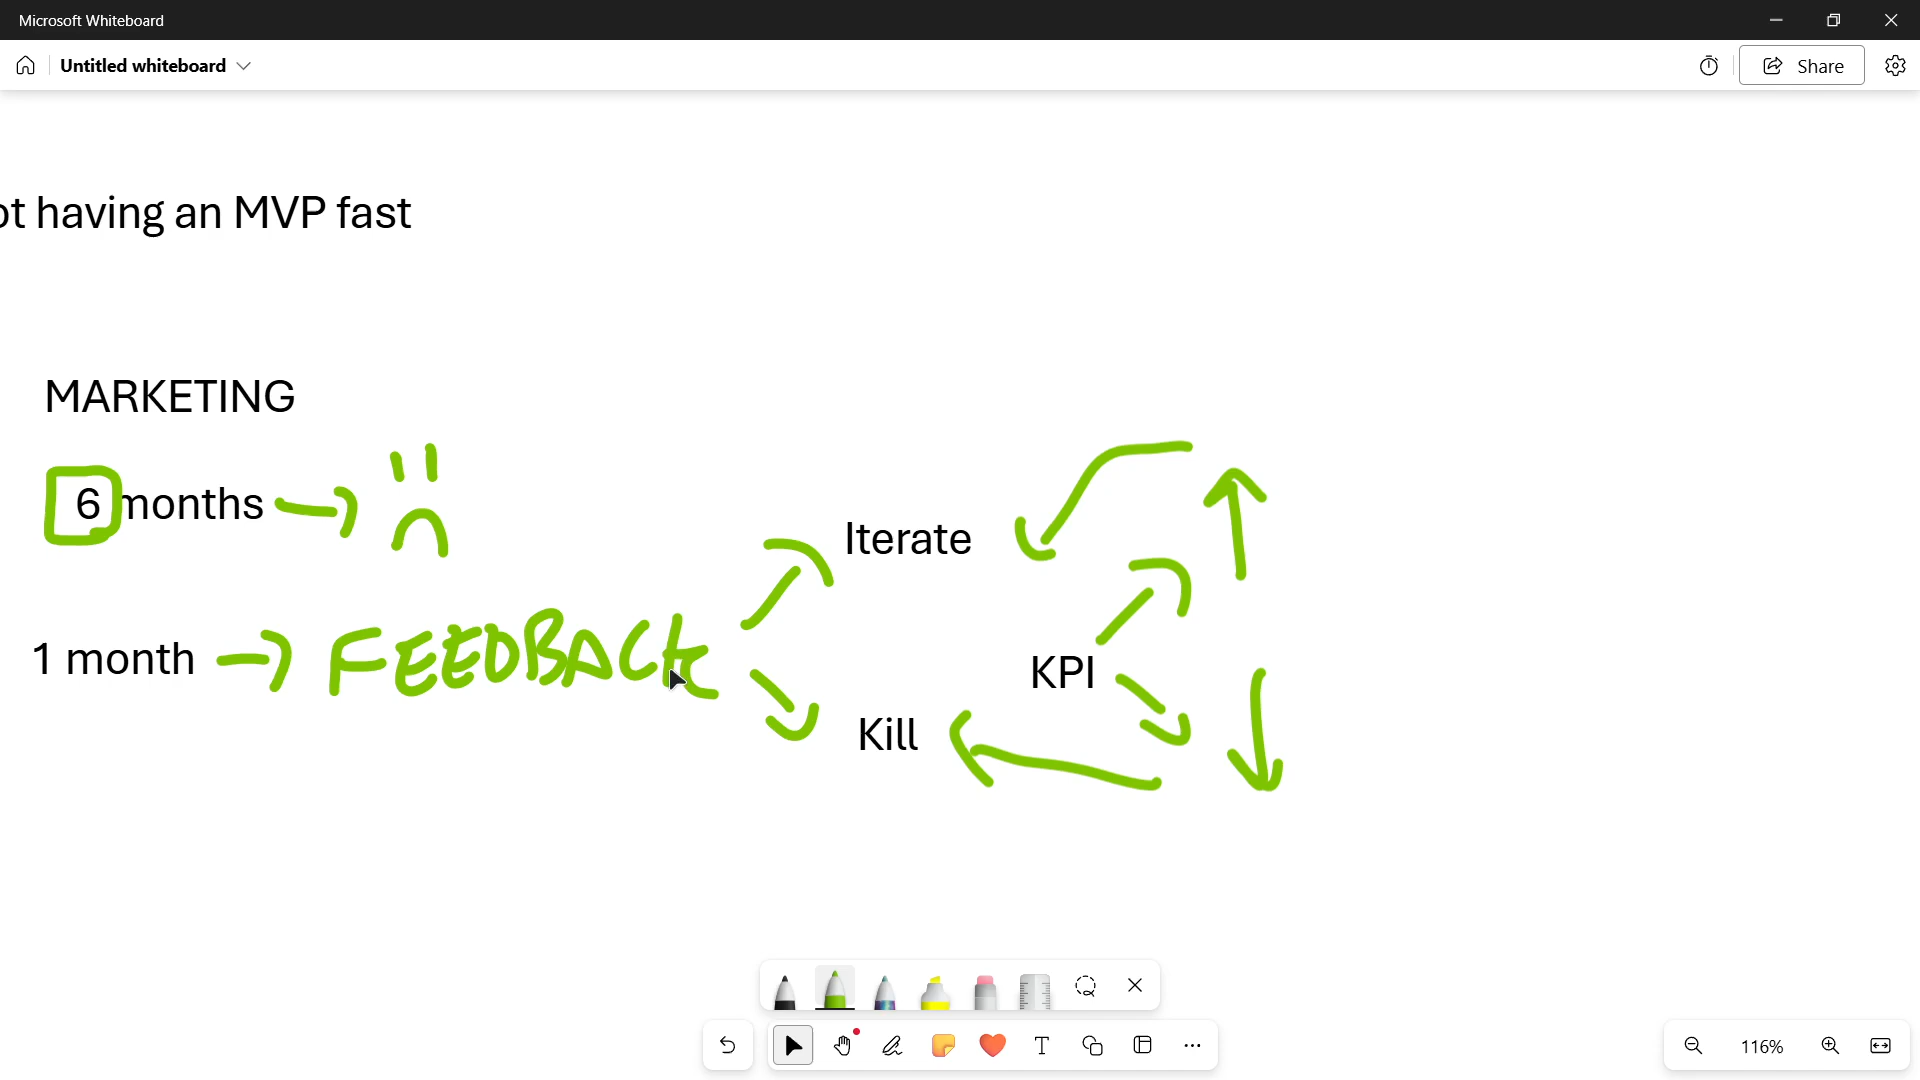 Microsoft Whiteboard
Untitled whiteboard
Share
ot having an MVP fast
MARKETING
6 months
Iterate
1 month
FEEDBACK
KPI
Kill
116%